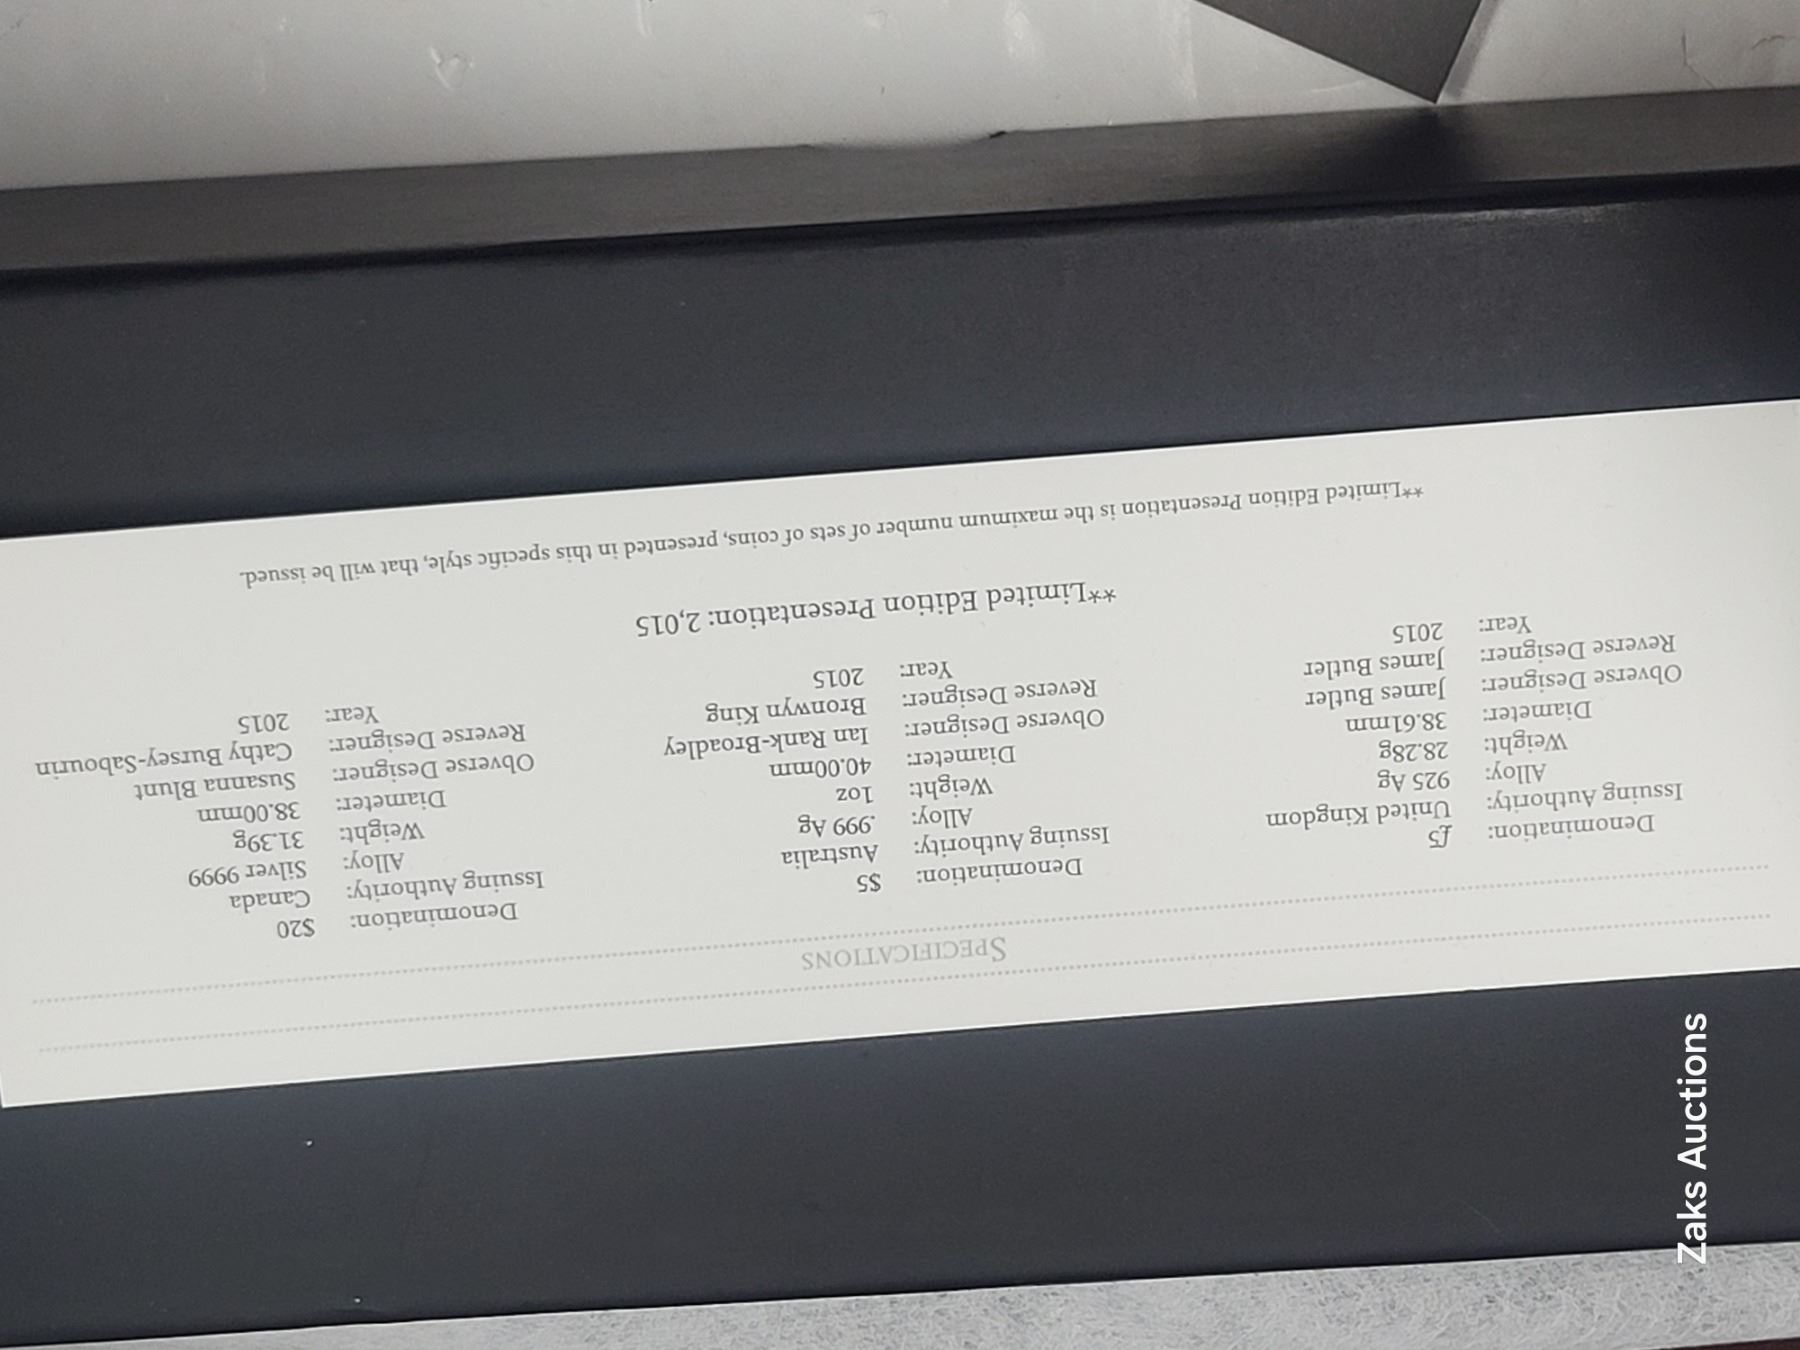 SPECIFICATIONS
Denomination: £5
Issuing Authority: United Kingdom
Alloy: 925 Ag
Weight: 28.28g
Diameter: 38.61mm
Obverse Designer: James Butler
Reverse Designer: James Butler
Year: 2015
Denomination: $5
Issuing Authority: Australia
Alloy: .999 Ag
Weight: 1oz
Diameter: 40.00mm
Obverse Designer: Ian Rank-Broadley
Reverse Designer: Bronwyn King
Year: 2015
Denomination: $20
Issuing Authority: Canada
Alloy: Silver 9999
Weight: 31.39g
Diameter: 38.00mm
Obverse Designer: Susanna Blunt
Reverse Designer: Cathy Bursey-Sabourin
Year: 2015
**Limited Edition Presentation: 2,015
**Limited Edition Presentation is the maximum number of sets of coins, presented in this specific style, that will be issued.
Zaks Auctions